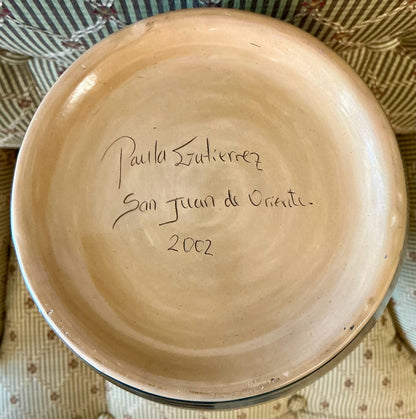 Paula Gutierrez
San Juan de Oriente.
2002